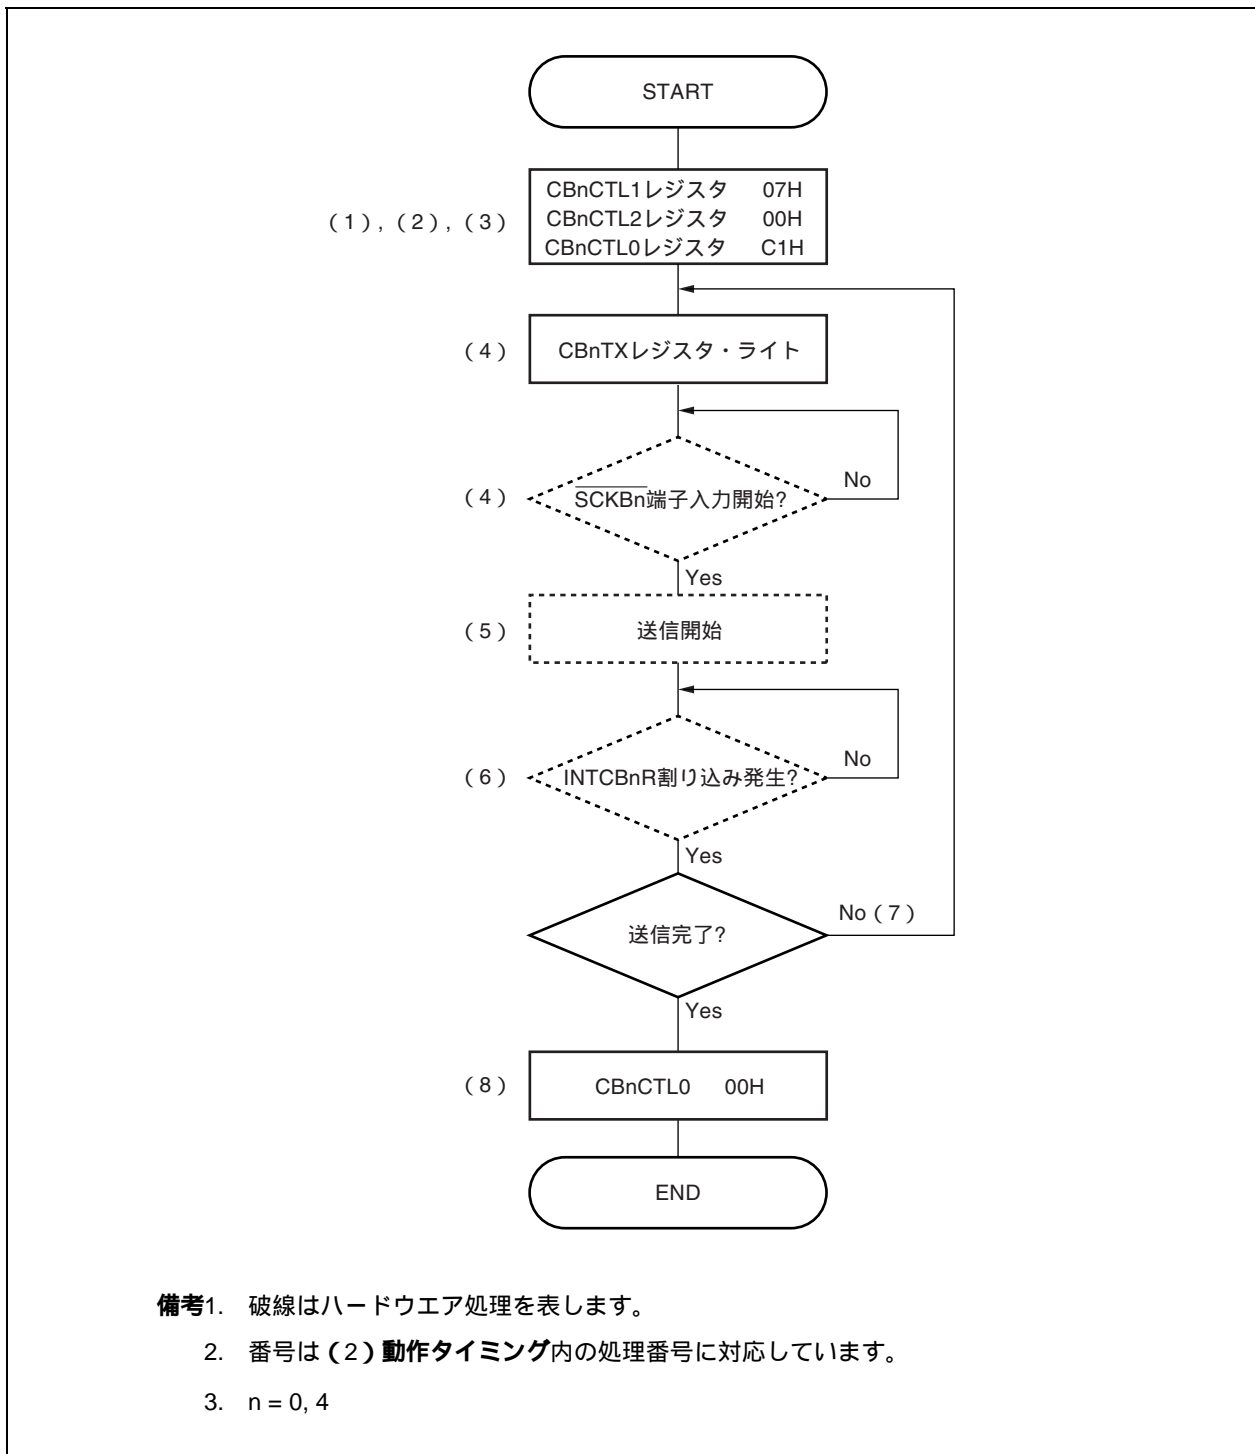 START
(1), (2), (3)
CBnCTL1レジスタ 07H
CBnCTL2レジスタ 00H
CBnCTL0レジスタ C1H
(4) CBnTXレジスタ・ライト
(4) SCKBn端子入力開始?
No
Yes
(5) 送信開始
(6) INTCBnR割り込み発生?
No
Yes
送信完了?
No(7)
Yes
(8) CBnCTL0 00H
END
備考1. 破線はハードウエア処理を表します。
2. 番号は(2)動作タイミング内の処理番号に対応しています。
3. n = 0, 4